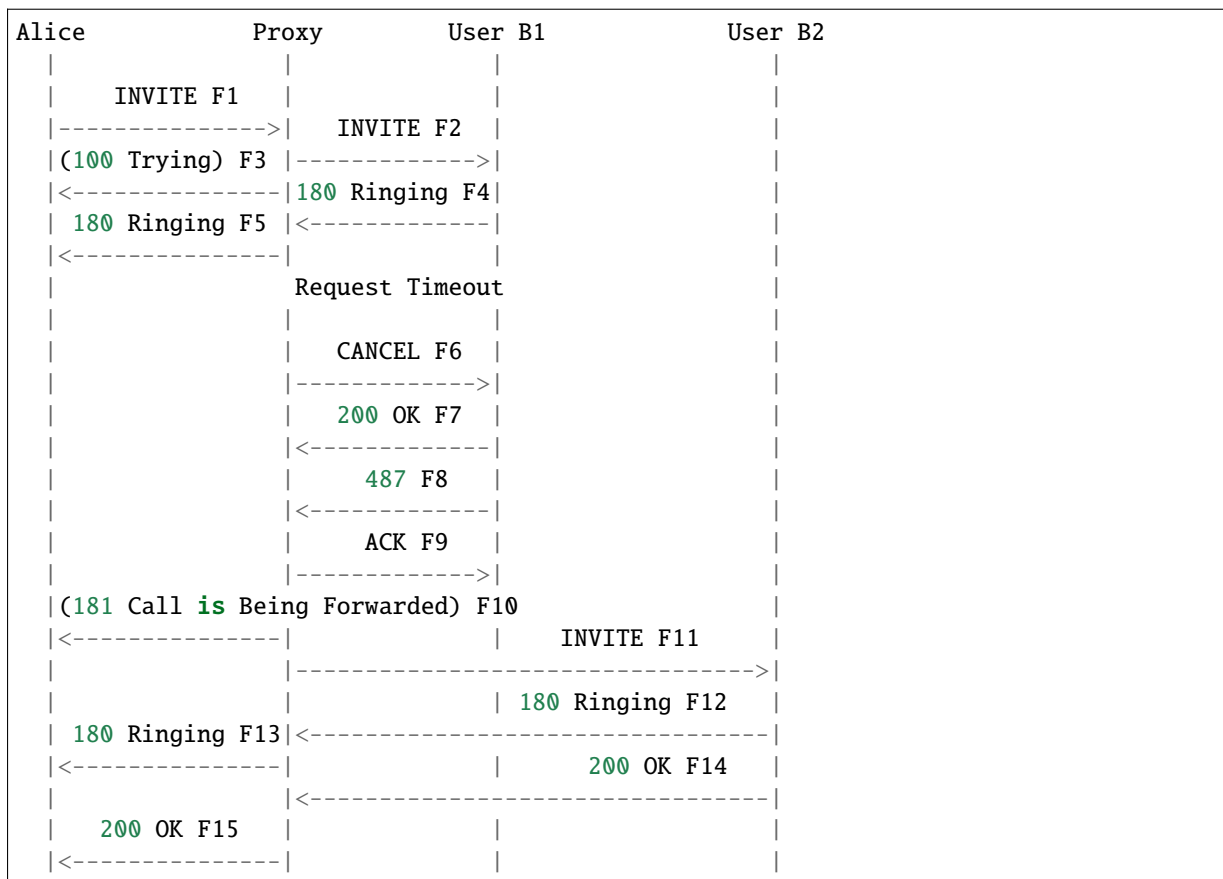 Alice              Proxy          User B1               User B2
  |                   |                |                      |
  |     INVITE F1     |                |                      |
  |--------------->|    INVITE F2   |                      |
  |(100 Trying) F3 |------------->|                      |
  |<---------------|180 Ringing F4|                      |
  | 180 Ringing F5 |<-------------|                      |
  |<---------------|              |                      |
  |                Request Timeout                       |
  |                |              |                      |
  |                |   CANCEL F6  |                      |
  |                |------------->|                      |
  |                |   200 OK F7  |                      |
  |                |<-------------|                      |
  |                |     487 F8   |                      |
  |                |<-------------|                      |
  |                |     ACK F9   |                      |
  |                |------------->|                      |
  |(181 Call is Being Forwarded) F10                     |
  |<---------------|              |    INVITE F11        |
  |                |-------------------------------->|
  |                |              | 180 Ringing F12   |
  | 180 Ringing F13|<--------------------------------|
  |<---------------|              |      200 OK F14   |
  |                |<--------------------------------|
  |   200 OK F15   |              |                   |
  |<---------------|              |                   |